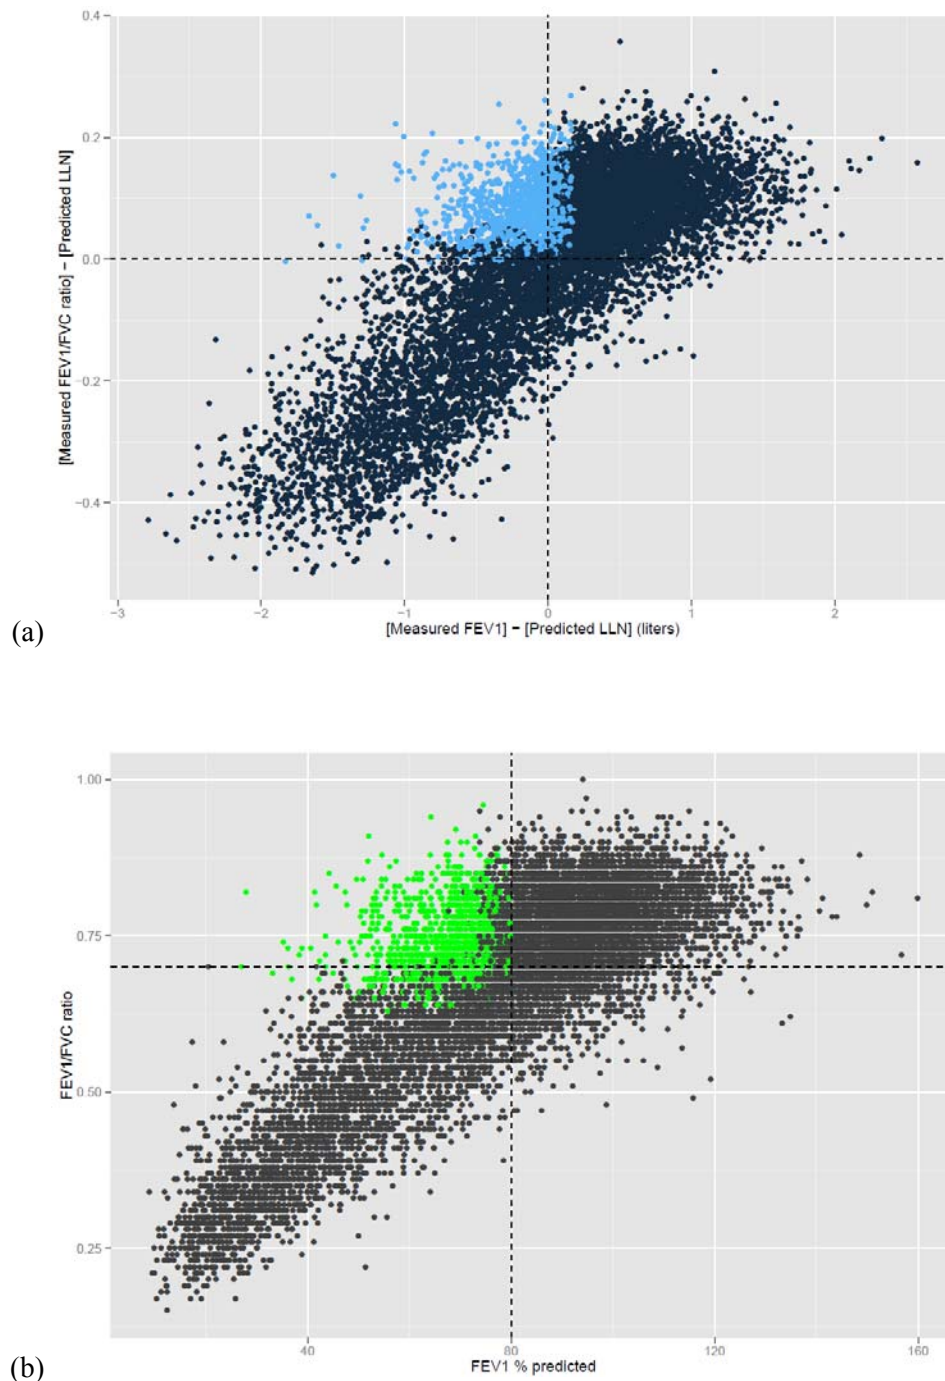 0.4
0.2
0.0
−0.2
−0.4
[Measured FEV1/FVC ratio] − [Predicted LLN]
−3 −2 −1 0 1 2
[Measured FEV1] − [Predicted LLN] (liters)
(a)
1.00
0.75
0.50
0.25
FEV1/FVC ratio
40 80 120 160
FEV1 % predicted
(b)